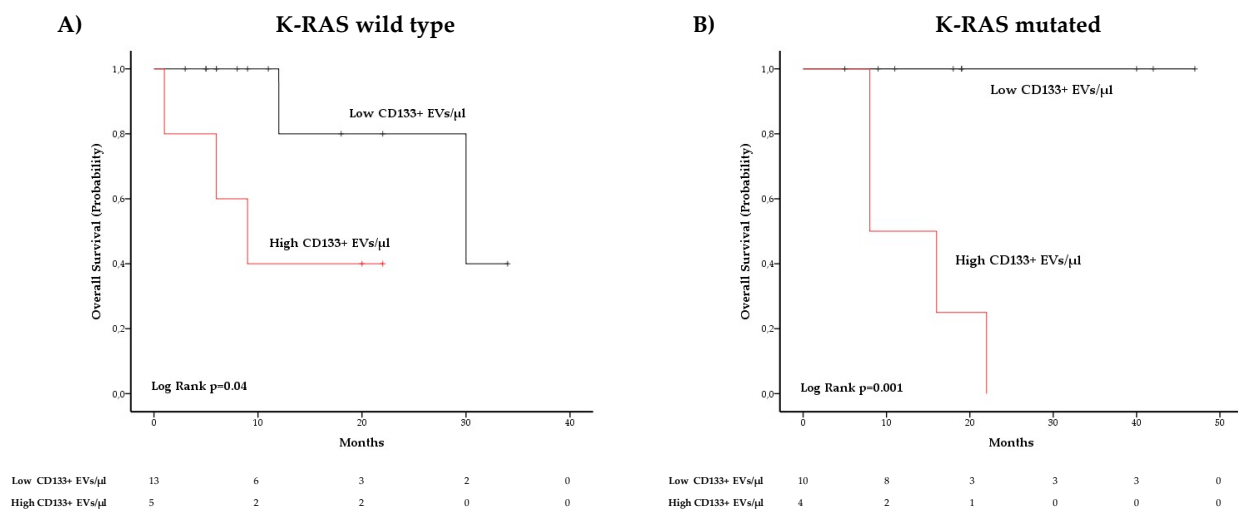 A) K-RAS wild type
Overall Survival (Probability)
1,0
0,8
0,6
0,4
0,2
0,0
Low CD133+ EVs/µl
High CD133+ EVs/µl
Log Rank p=0.04
0 10 20 30 40
Months
Low CD133+ EVs/µl 13 6 3 2 0
High CD133+ EVs/µl 5 2 2 0 0
B) K-RAS mutated
Overall Survival (Probability)
1,0
0,8
0,6
0,4
0,2
0,0
Low CD133+ EVs/µl
High CD133+ EVs/µl
Log Rank p=0.001
0 10 20 30 40 50
Months
Low CD133+ EVs/µl 10 8 3 3 3 0
High CD133+ EVs/µl 4 2 1 0 0 0